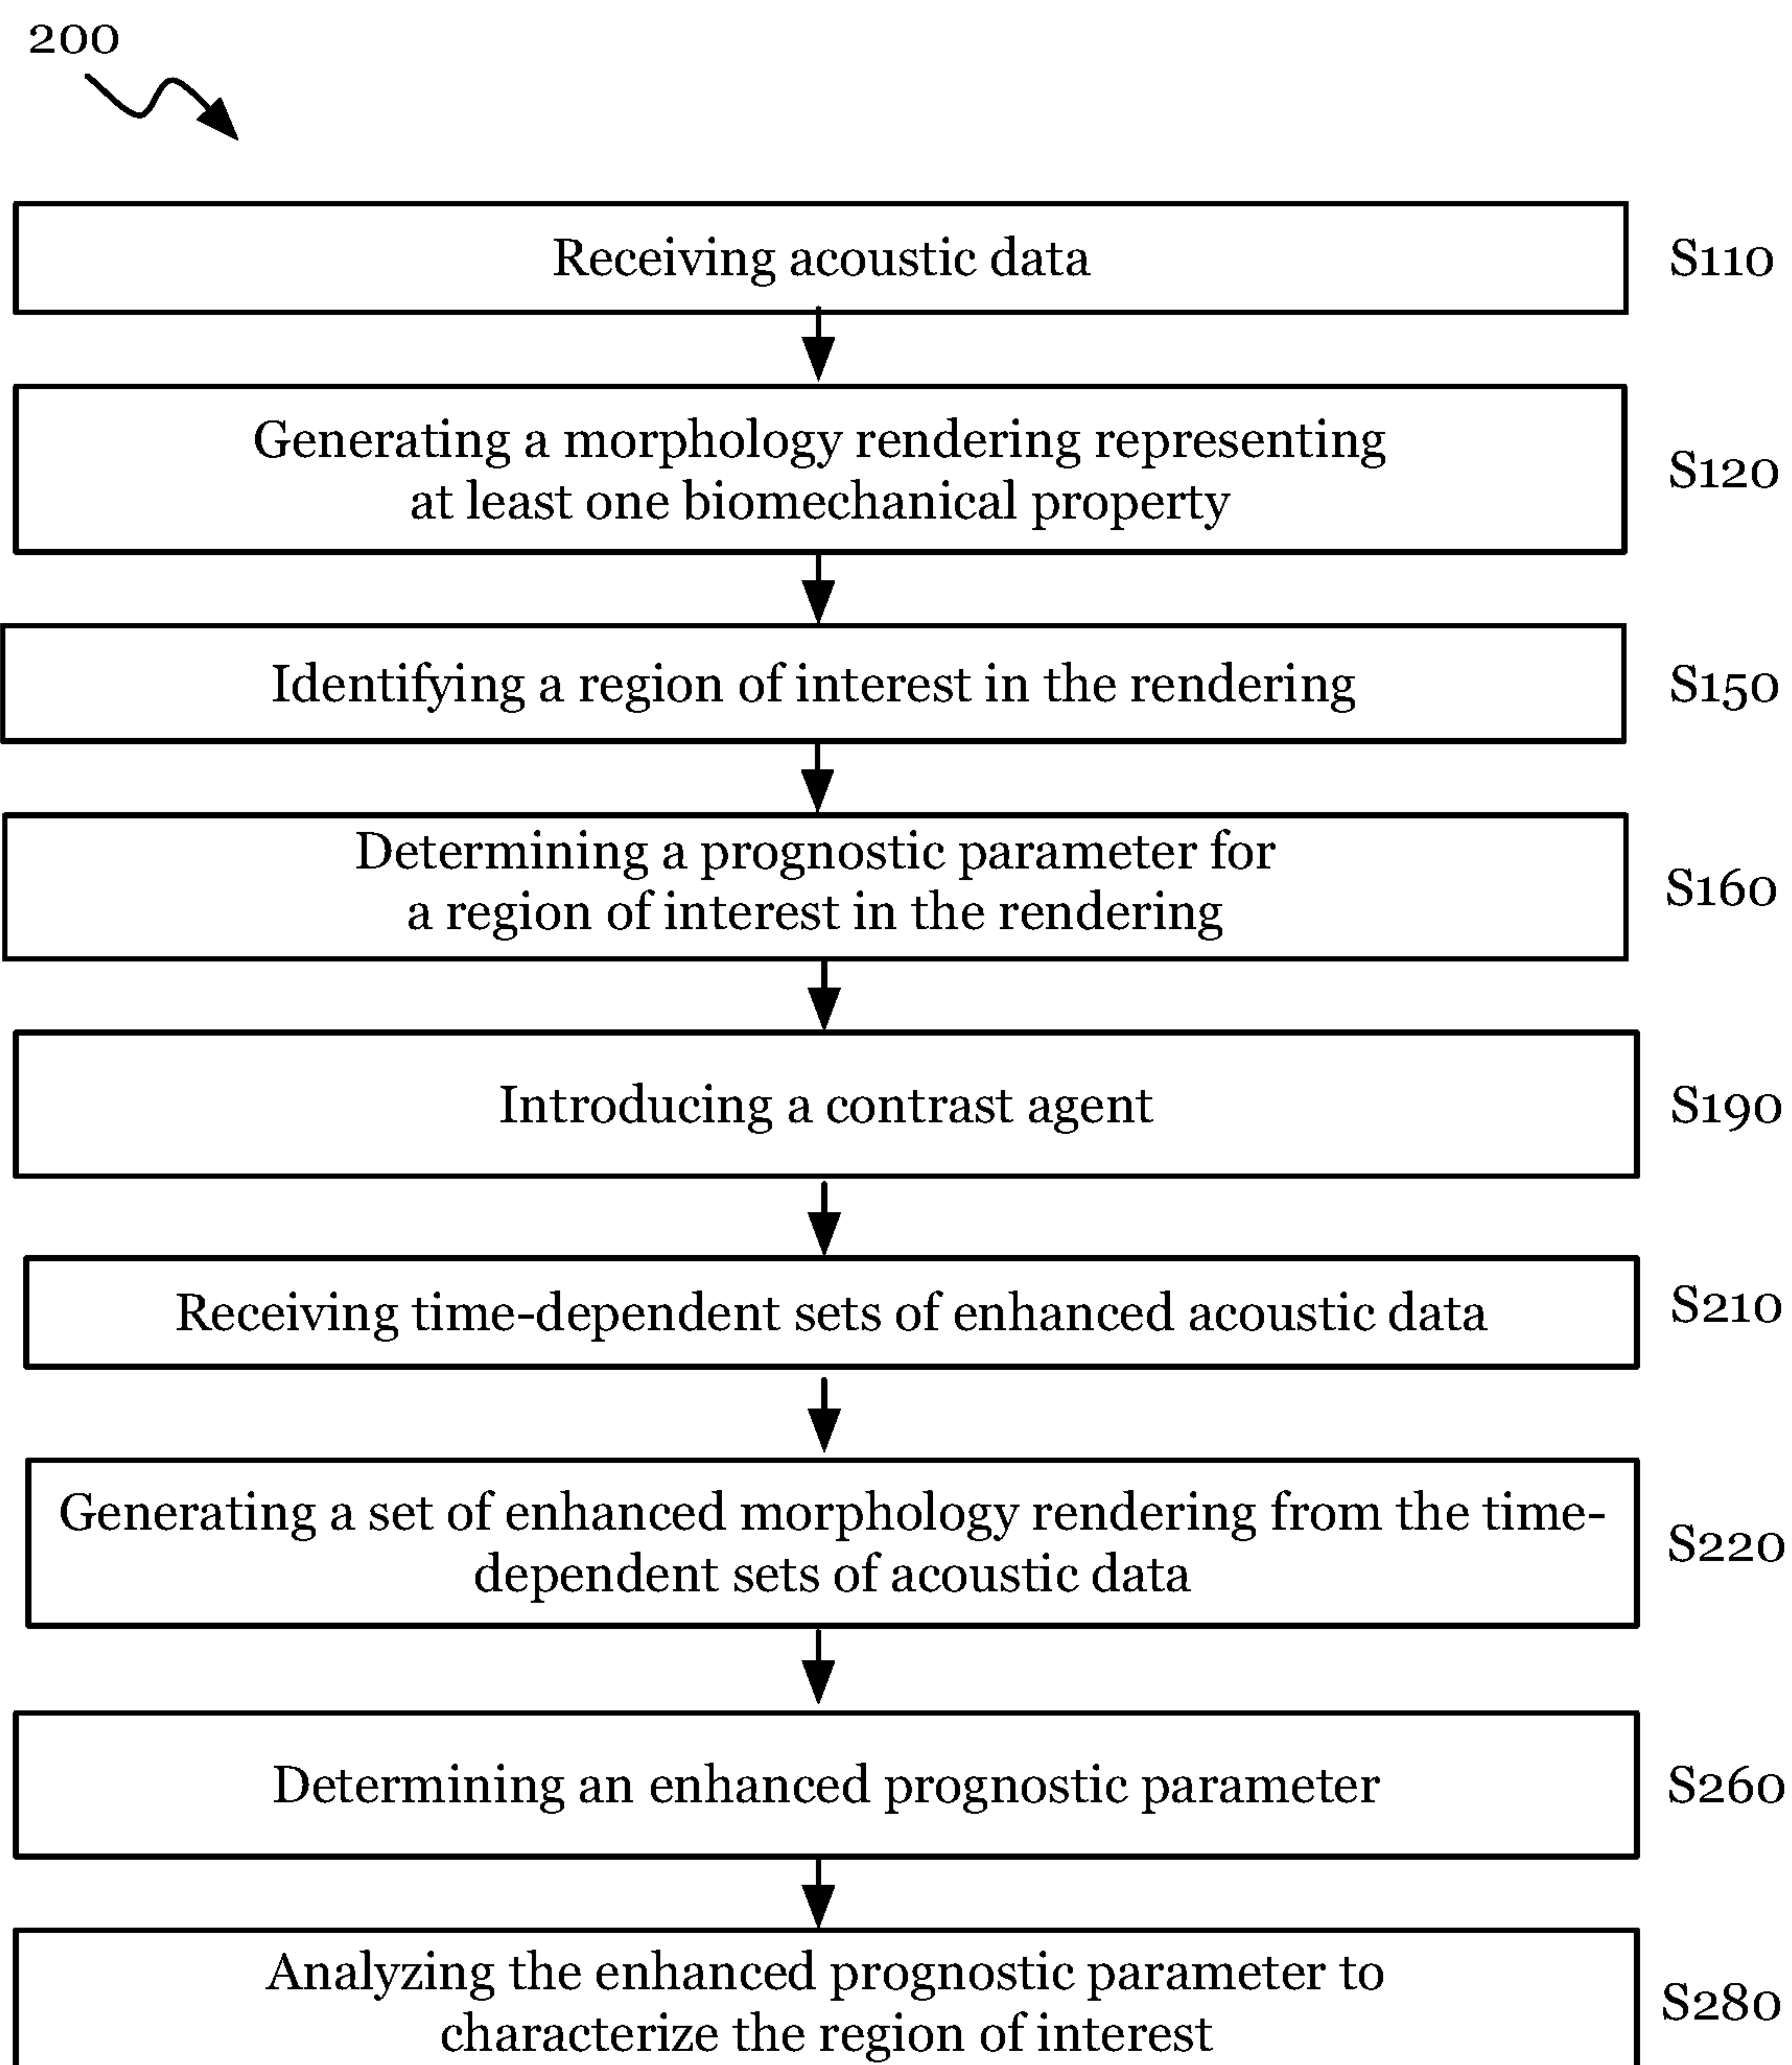 200
Receiving acoustic data
S110
Generating a morphology rendering representing
at least one biomechanical property
S120
Identifying a region of interest in the rendering
S150
Determining a prognostic parameter for
a region of interest in the rendering
S160
Introducing a contrast agent
S190
Receiving time-dependent sets of enhanced acoustic data
S210
Generating a set of enhanced morphology rendering from the time-
dependent sets of acoustic data
S220
Determining an enhanced prognostic parameter
S260
Analyzing the enhanced prognostic parameter to
characterize the region of interest
S280